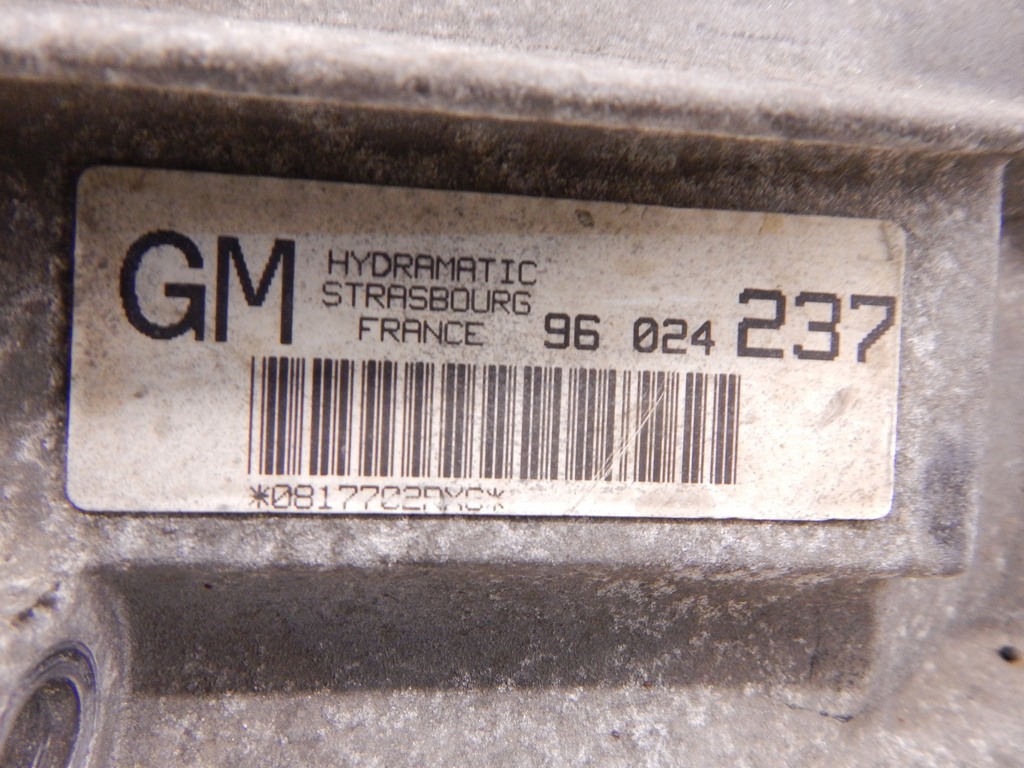 GM
HYDRAMATIC
STRASBOURG
FRANCE
96 024 237